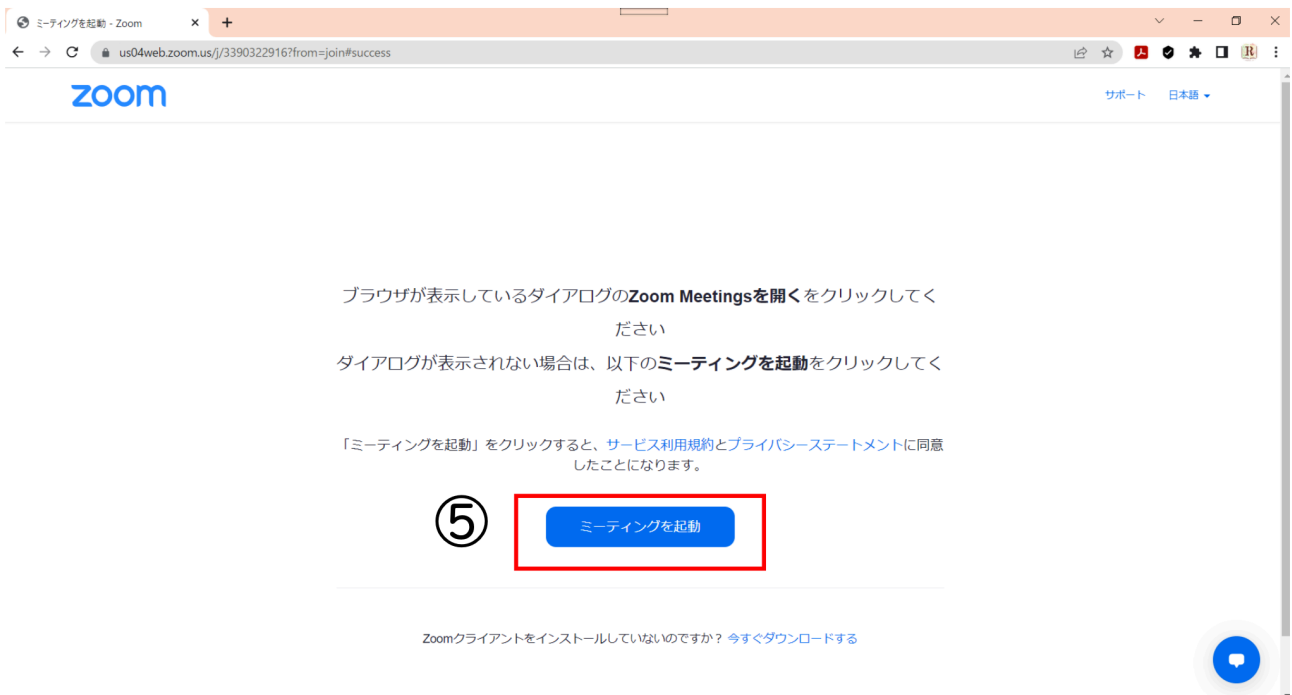 ミーティングを起動 - Zoom
us04web.zoom.us/j/3390322916?from=join#success
R
zoom
サポート 日本語
ブラウザが表示しているダイアログのZoom Meetingsを開くをクリックしてく
ださい
ダイアログが表示されない場合は、以下のミーティングを起動をクリックしてく
ださい
「ミーティングを起動」をクリックすると、サービス利用規約とプライバシーステートメントに同意
したことになります。
⑤ ミーティングを起動
Zoomクライアントをインストールしていないのですか？ 今すぐダウンロードする